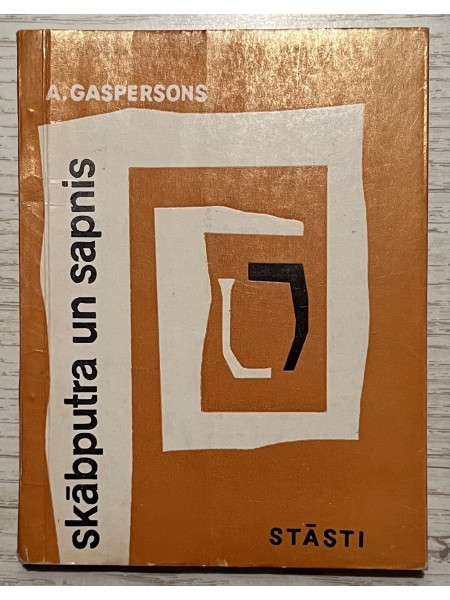 A. GASPERSONS
skābputra un sapnis
STĀSTI